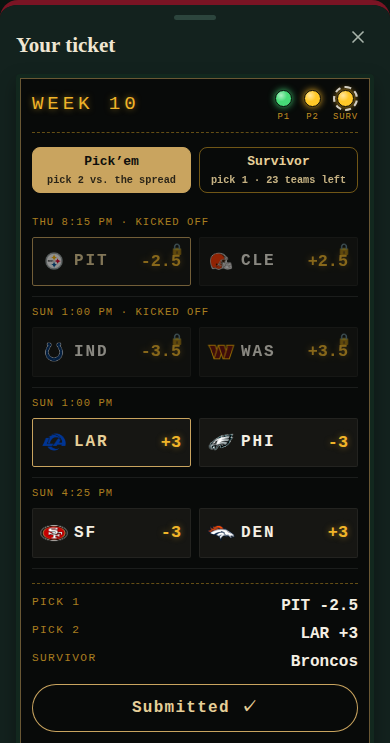 Your ticket
WEEK 10
P1 P2 SURV
Pick’em
pick 2 vs. the spread
Survivor
pick 1 · 23 teams left
THU 8:15 PM · KICKED OFF
PIT -2.5 CLE +2.5
SUN 1:00 PM · KICKED OFF
IND -3.5 WAS +3.5
SUN 1:00 PM
LAR +3 PHI -3
SUN 4:25 PM
SF -3 DEN +3
PICK 1 PIT -2.5
PICK 2 LAR +3
SURVIVOR Broncos
Submitted ✓